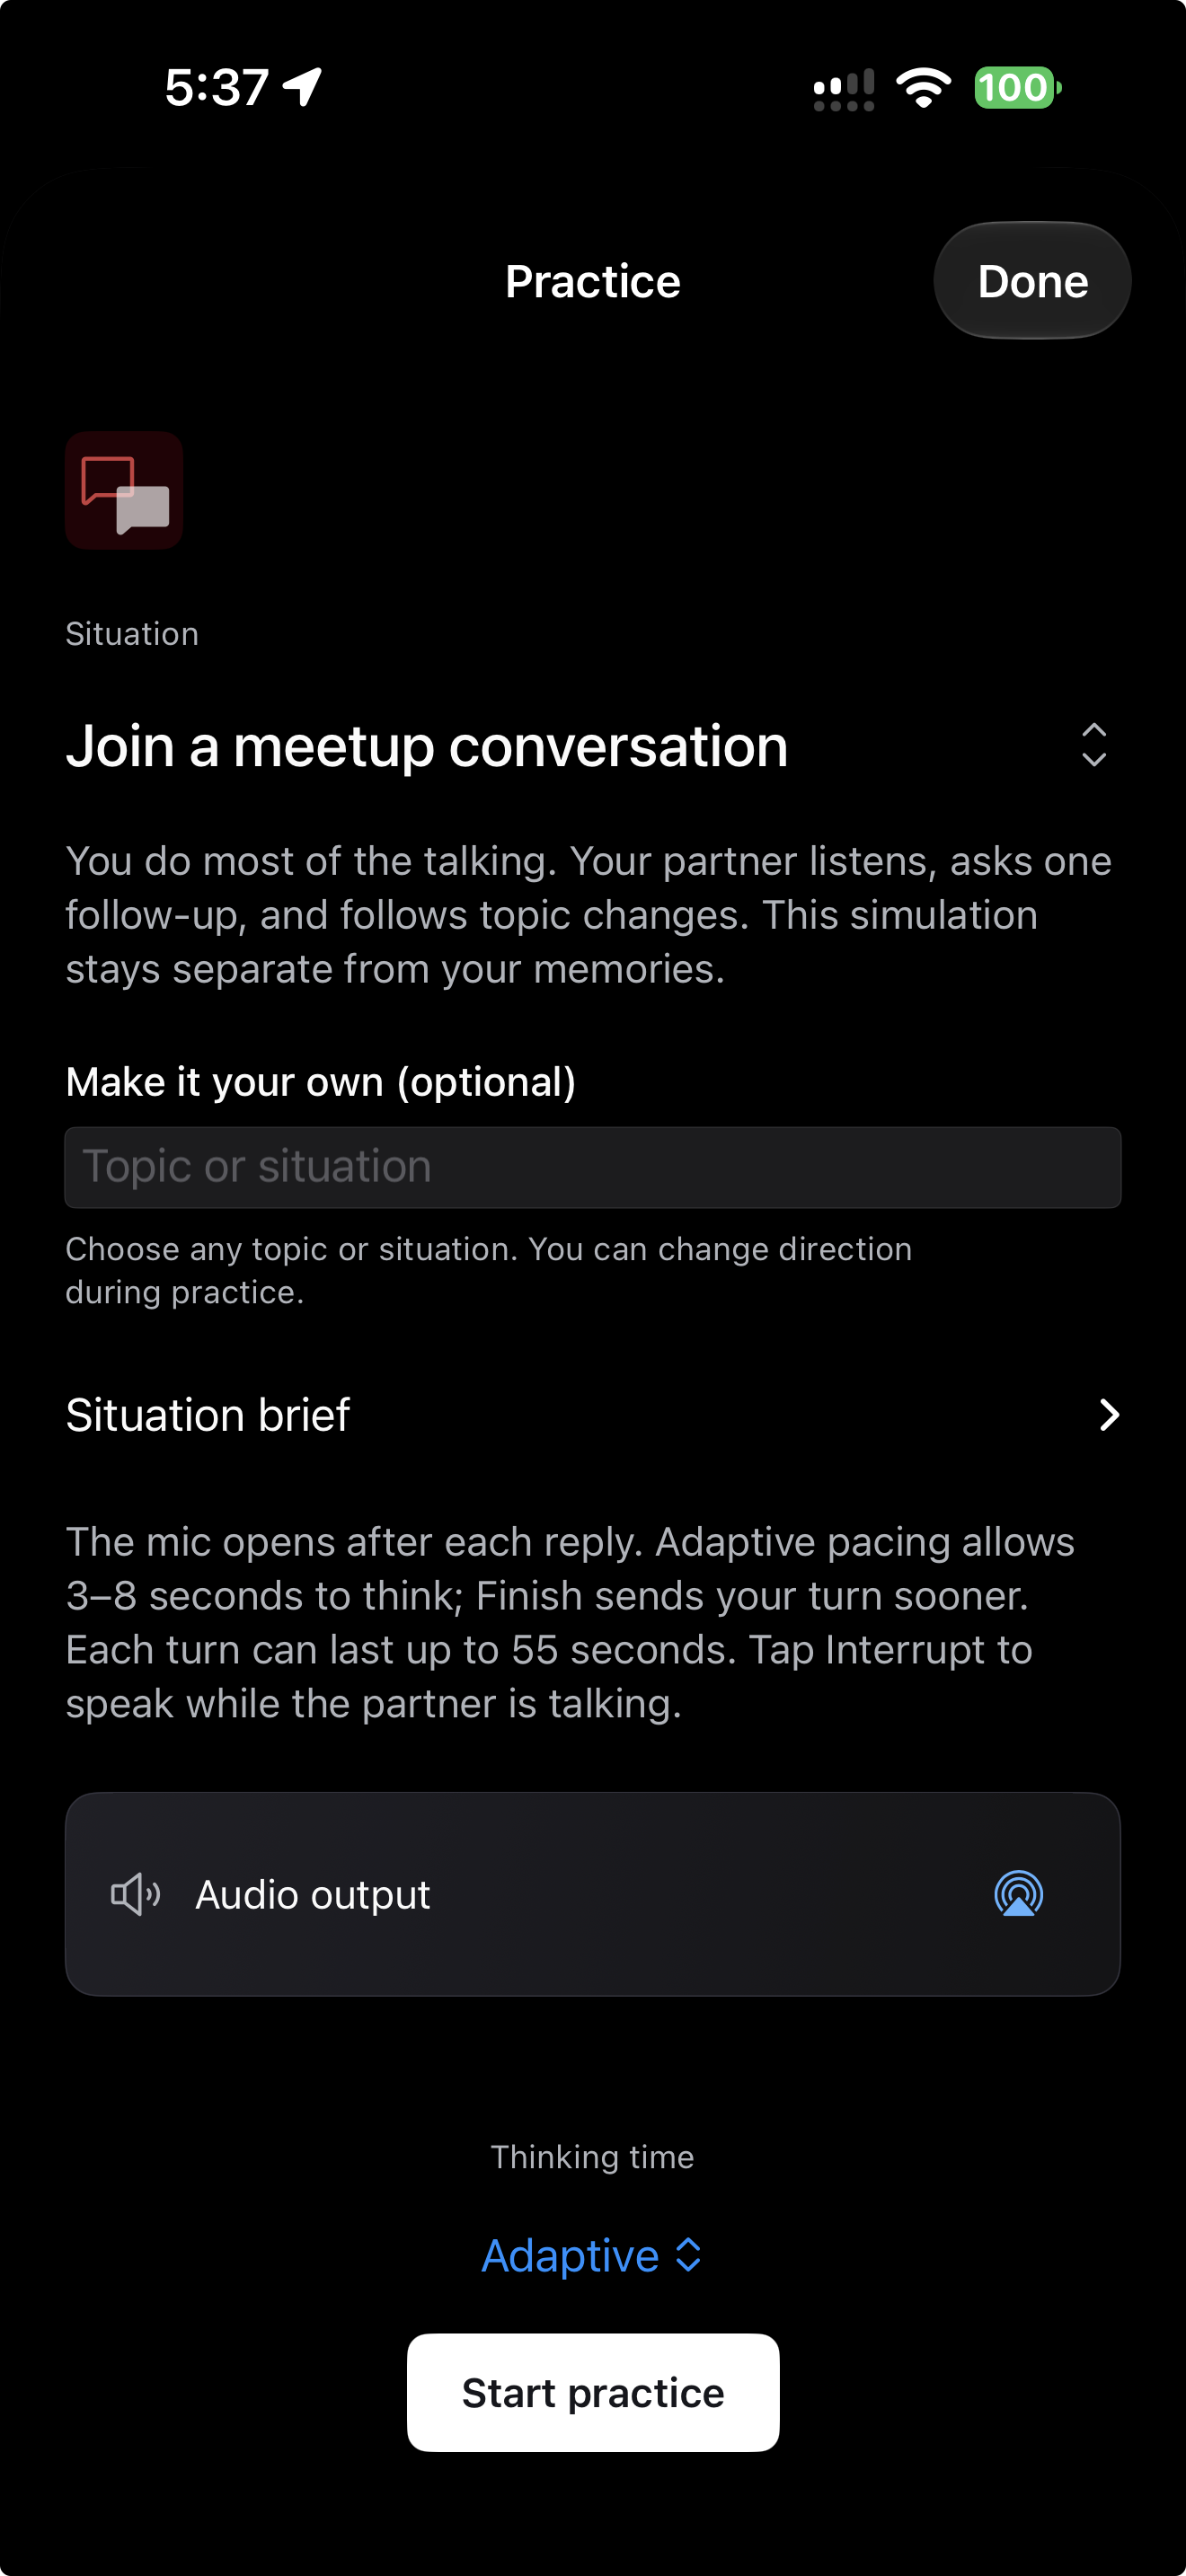 5:37
100
Practice
Done
Situation
Join a meetup conversation
You do most of the talking. Your partner listens, asks one
follow-up, and follows topic changes. This simulation
stays separate from your memories.
Make it your own (optional)
Topic or situation
Choose any topic or situation. You can change direction
during practice.
Situation brief
The mic opens after each reply. Adaptive pacing allows
3–8 seconds to think; Finish sends your turn sooner.
Each turn can last up to 55 seconds. Tap Interrupt to
speak while the partner is talking.
Audio output
Thinking time
Adaptive
Start practice